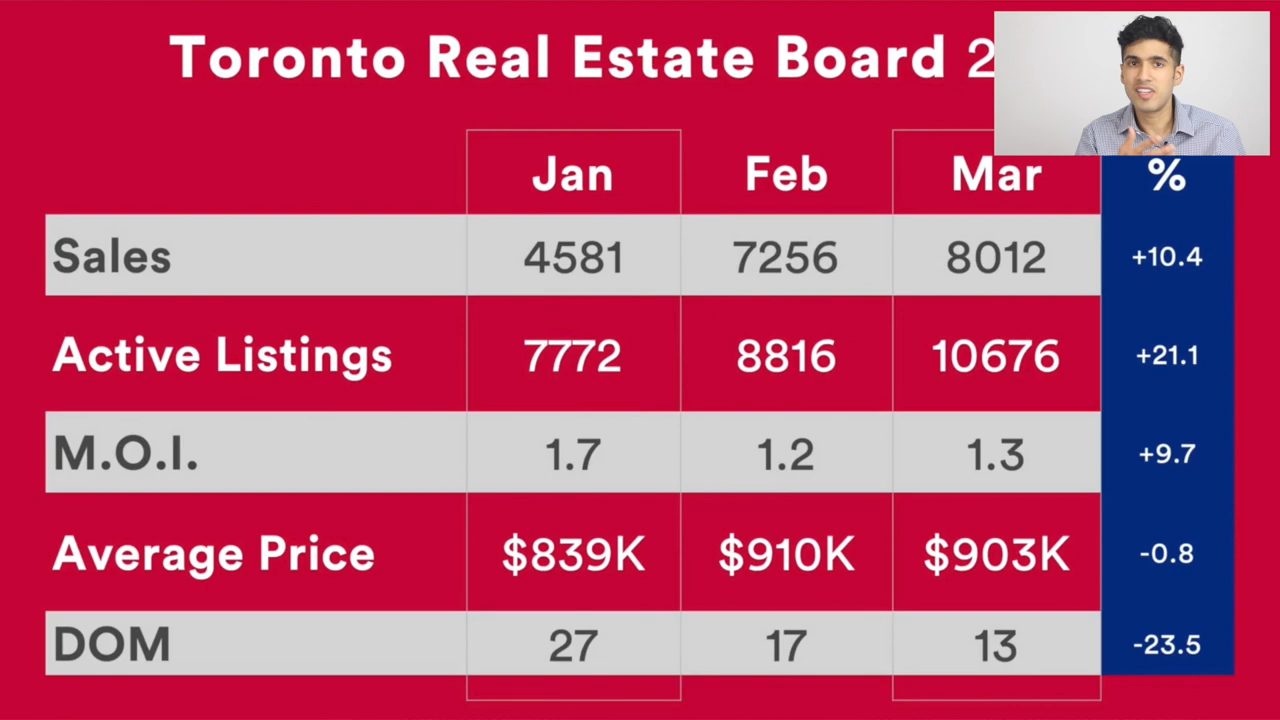 Toronto Real Estate Board 2
Jan Feb Mar %
Sales 4581 7256 8012 +10.4
Active Listings 7772 8816 10676 +21.1
M.O.I. 1.7 1.2 1.3 +9.7
Average Price $839K $910K $903K -0.8
DOM 27 17 13 -23.5